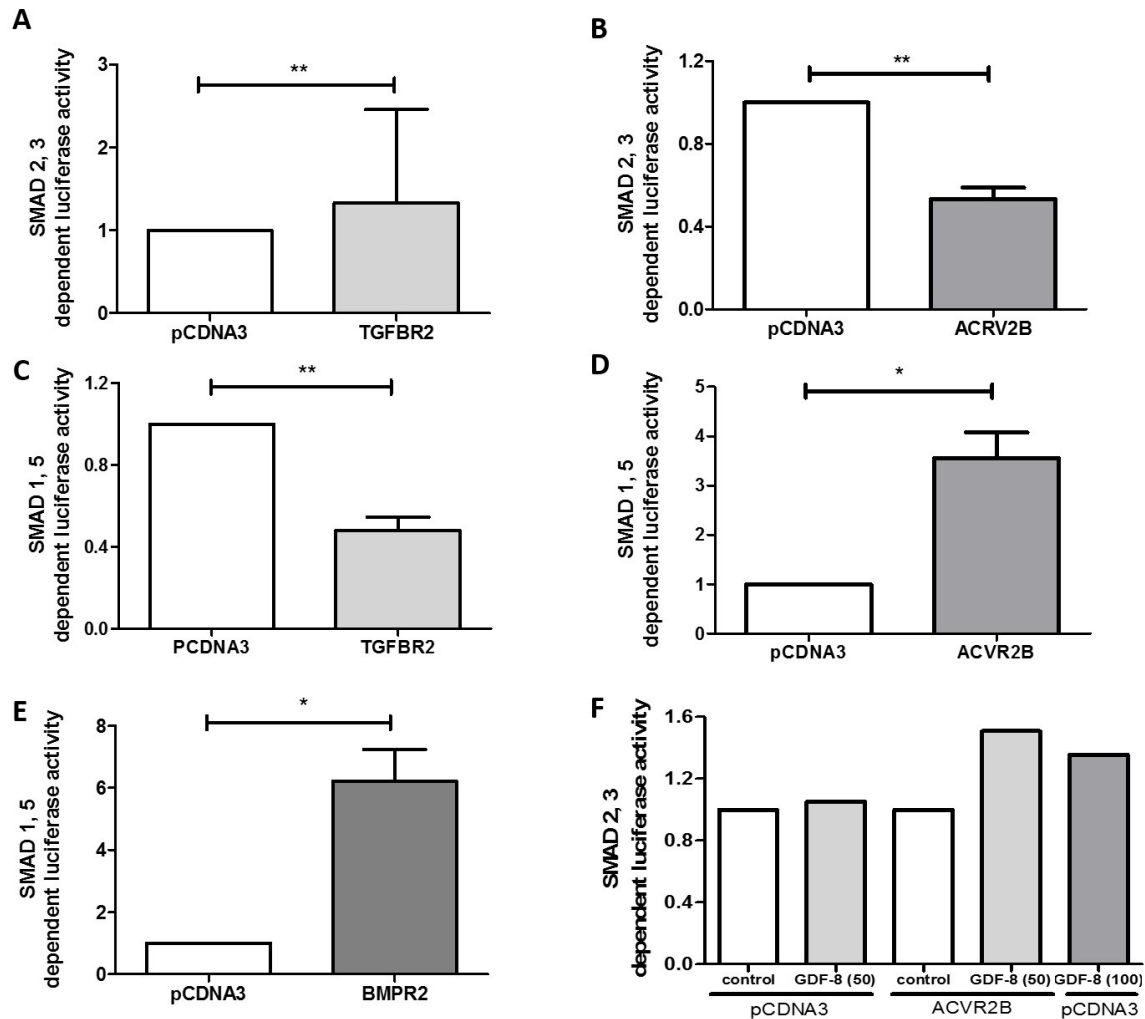 A
SMAD 2, 3
dependent luciferase activity
3
2
1
0
**
pCDNA3
TGFBR2
B
SMAD 2, 3
dependent luciferase activity
1.2
0.8
0.4
0.0
**
pCDNA3
ACRV2B
C
SMAD 1, 5
dependent luciferase activity
1.2
0.8
0.4
0.0
**
PCDNA3
TGFBR2
D
SMAD 1, 5
dependent luciferase activity
5
4
3
2
1
0
*
pCDNA3
ACVR2B
E
SMAD 1, 5
dependent luciferase activity
8
6
4
2
0
*
pCDNA3
BMPR2
F
SMAD 2, 3
dependent luciferase activity
1.6
1.2
0.8
0.4
0.0
control
GDF-8 (50)
control
GDF-8 (50)
GDF-8 (100)
pCDNA3
ACVR2B
pCDNA3